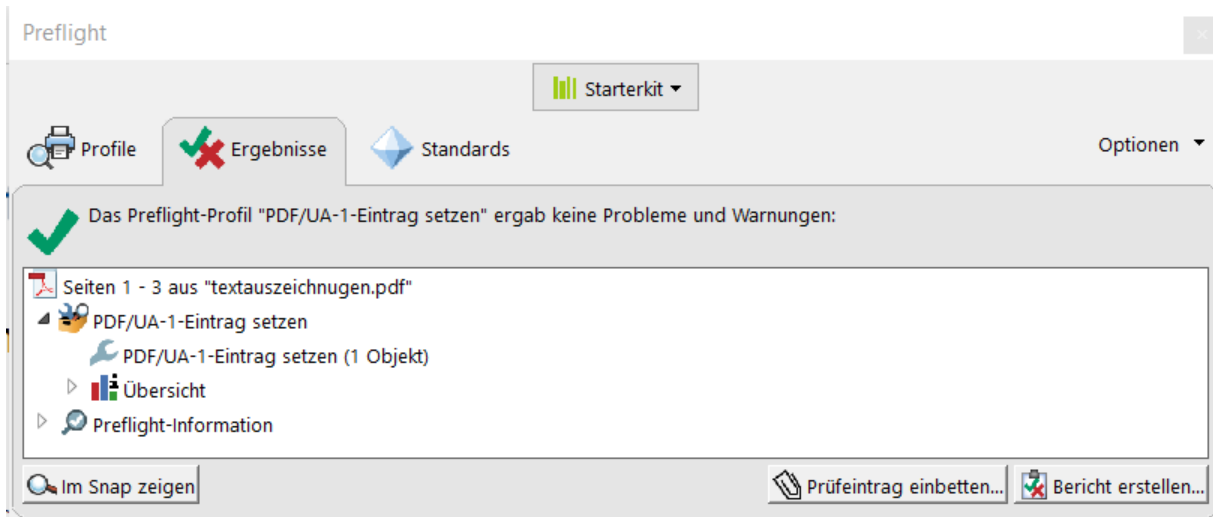 Preflight
Starterkit
Profile
Ergebnisse
Standards
Optionen
Das Preflight-Profil "PDF/UA-1-Eintrag setzen" ergab keine Probleme und Warnungen:
Seiten 1 - 3 aus "textauszeichnugen.pdf"
PDF/UA-1-Eintrag setzen
PDF/UA-1-Eintrag setzen (1 Objekt)
Übersicht
Preflight-Information
Im Snap zeigen
Prüfeintrag einbetten...
Bericht erstellen...